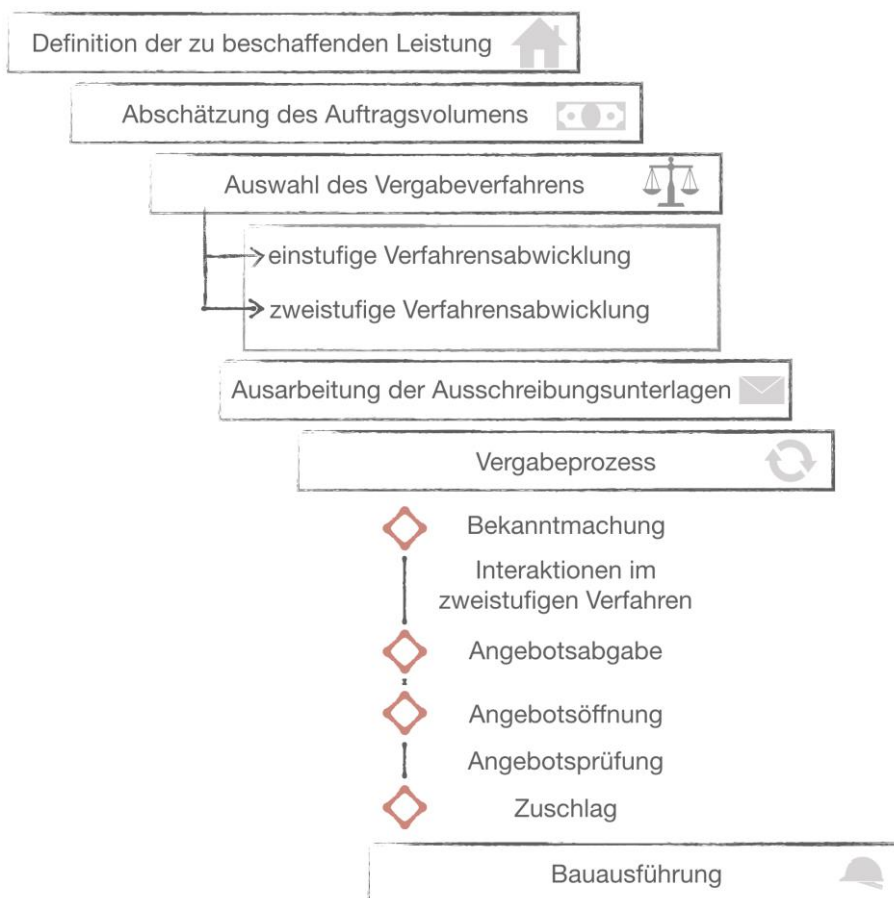 Definition der zu beschaffenden Leistung
Abschätzung des Auftragsvolumens
Auswahl des Vergabeverfahrens
einstufige Verfahrensabwicklung
zweistufige Verfahrensabwicklung
Ausarbeitung der Ausschreibungsunterlagen
Vergabeprozess
Bekanntmachung
Interaktionen im
zweistufigen Verfahren
Angebotsabgabe
Angebotsöffnung
Angebotsprüfung
Zuschlag
Bauausführung